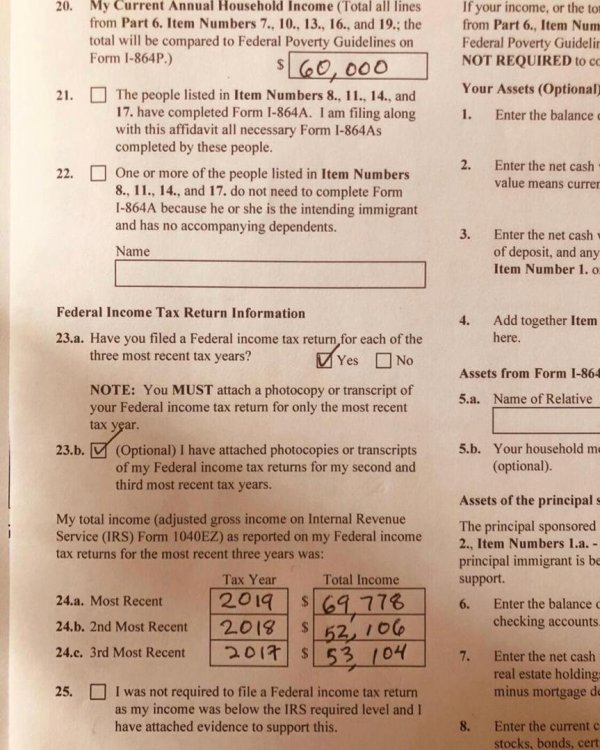 20. My Current Annual Household Income (Total all lines
from Part 6. Item Numbers 7., 10., 13., 16., and 19.; the
total will be compared to Federal Poverty Guidelines on
Form I-864P.)
$ 60,000
21. The people listed in Item Numbers 8., 11., 14., and
17. have completed Form I-864A. I am filing along
with this affidavit all necessary Form I-864As
completed by these people.
22. One or more of the people listed in Item Numbers
8., 11., 14., and 17. do not need to complete Form
I-864A because he or she is the intending immigrant
and has no accompanying dependents.
Name
Federal Income Tax Return Information
23.a. Have you filed a Federal income tax return for each of the
three most recent tax years?
Yes No
NOTE: You MUST attach a photocopy or transcript of
your Federal income tax return for only the most recent
tax year.
23.b. (Optional) I have attached photocopies or transcripts
of my Federal income tax returns for my second and
third most recent tax years.
My total income (adjusted gross income on Internal Revenue
Service (IRS) Form 1040EZ) as reported on my Federal income
tax returns for the most recent three years was:
Tax Year Total Income
24.a. Most Recent 2019 $ 69,778
24.b. 2nd Most Recent 2018 $ 52,106
24.c. 3rd Most Recent 2017 $ 53,104
25. I was not required to file a Federal income tax return
as my income was below the IRS required level and I
have attached evidence to support this.
If your income, or the
from Part 6., Item
Federal Poverty
NOT REQUIRED to
Your Assets (Optional)
1. Enter the balance
2. Enter the net cash
value means
3. Enter the net cash
of deposit, and any
Item Number 1.
4. Add together Item
here.
Assets from Form
5.a. Name of Relative
5.b. Your household
(optional).
Assets of the principal
The principal sponsored
2., Item Numbers 1.a. -
principal immigrant is
support.
6. Enter the balance
checking accounts
7. Enter the net cash
real estate
minus mortgage
8. Enter the current
stocks, bonds,